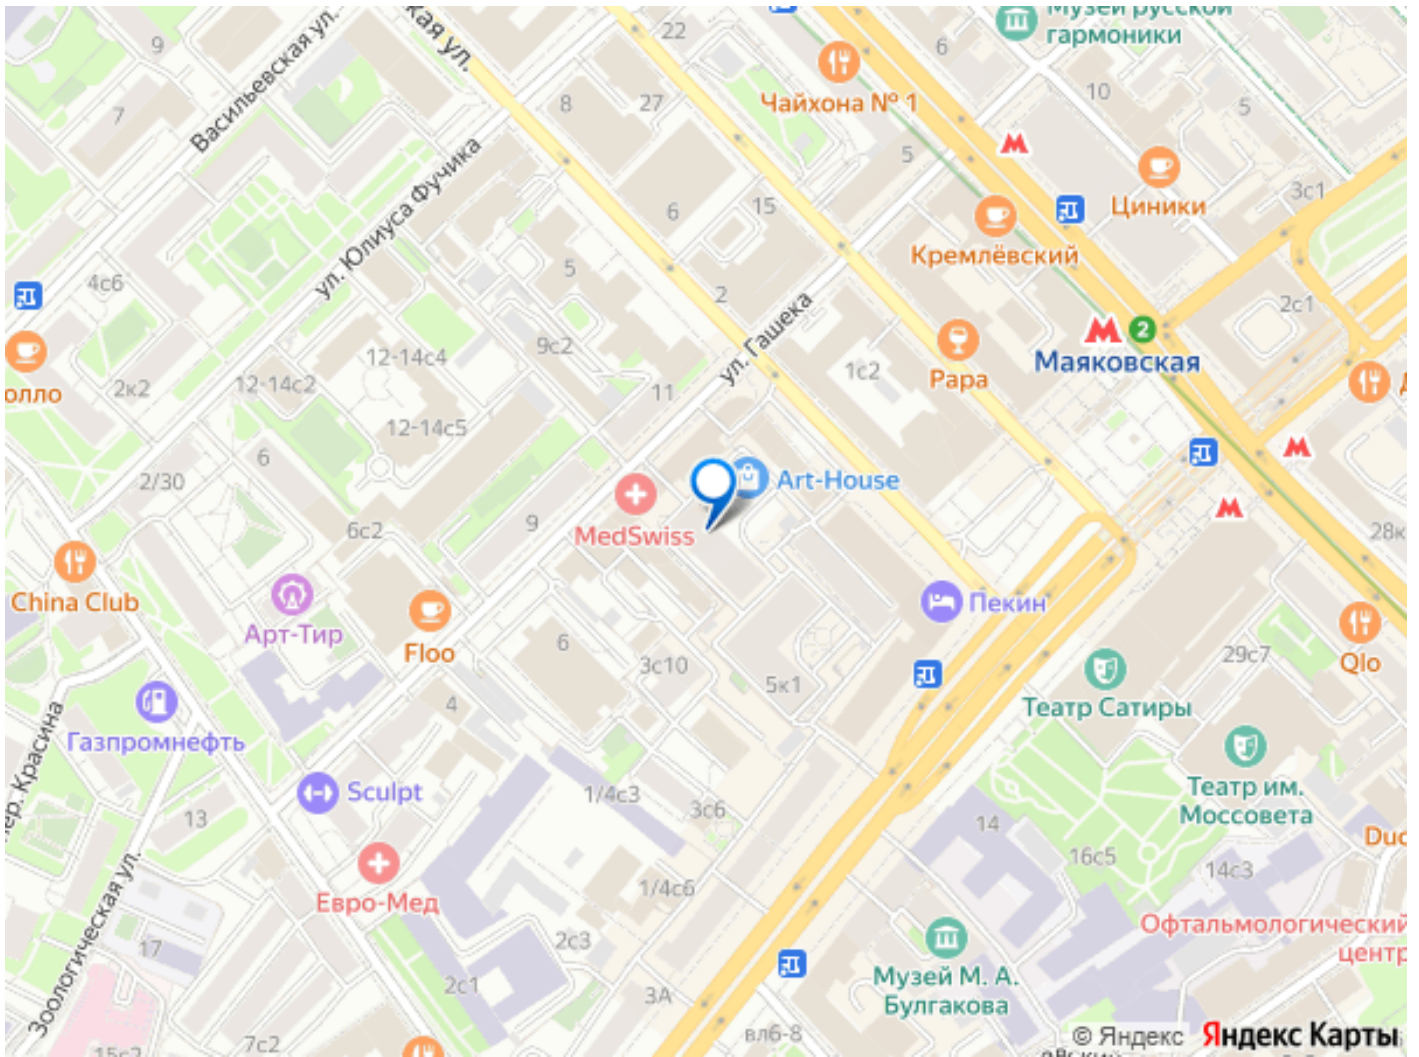 Музей русской
гармоники
22
6
9
кая ул.
Васильевская ул.
10
Чайхона № 1
8
27
5
7
5
ул. Юлиуса Фучика
3с1
Циники
6
15
Кремлёвский
5
4с6
2
2с1
ул. Гашека
2
9с2
12-14с4
Маяковская
1с2
Papa
олло
2к2
12-14с2
11
12-14с5
6
2/30
Art-House
6с2
9
MedSwiss
28к
China Club
Пекин
Арт-Тир
Floo
6
3с10
29с7
Qlo
5к1
4
Театр Сатиры
Газпромнефть
пер. Красина
Sculpt
1/4с3
3с6
13
Театр им.
Моссовета
14
Duc
16с5
14с3
Евро-Мед
1/4с6
Зоологическая ул.
Офтальмологический
центр
17
2с3
Музей М. А.
Булгакова
2с1
3А
вл6-8
7с2
15с2
© Яндекс Яндекс Карты